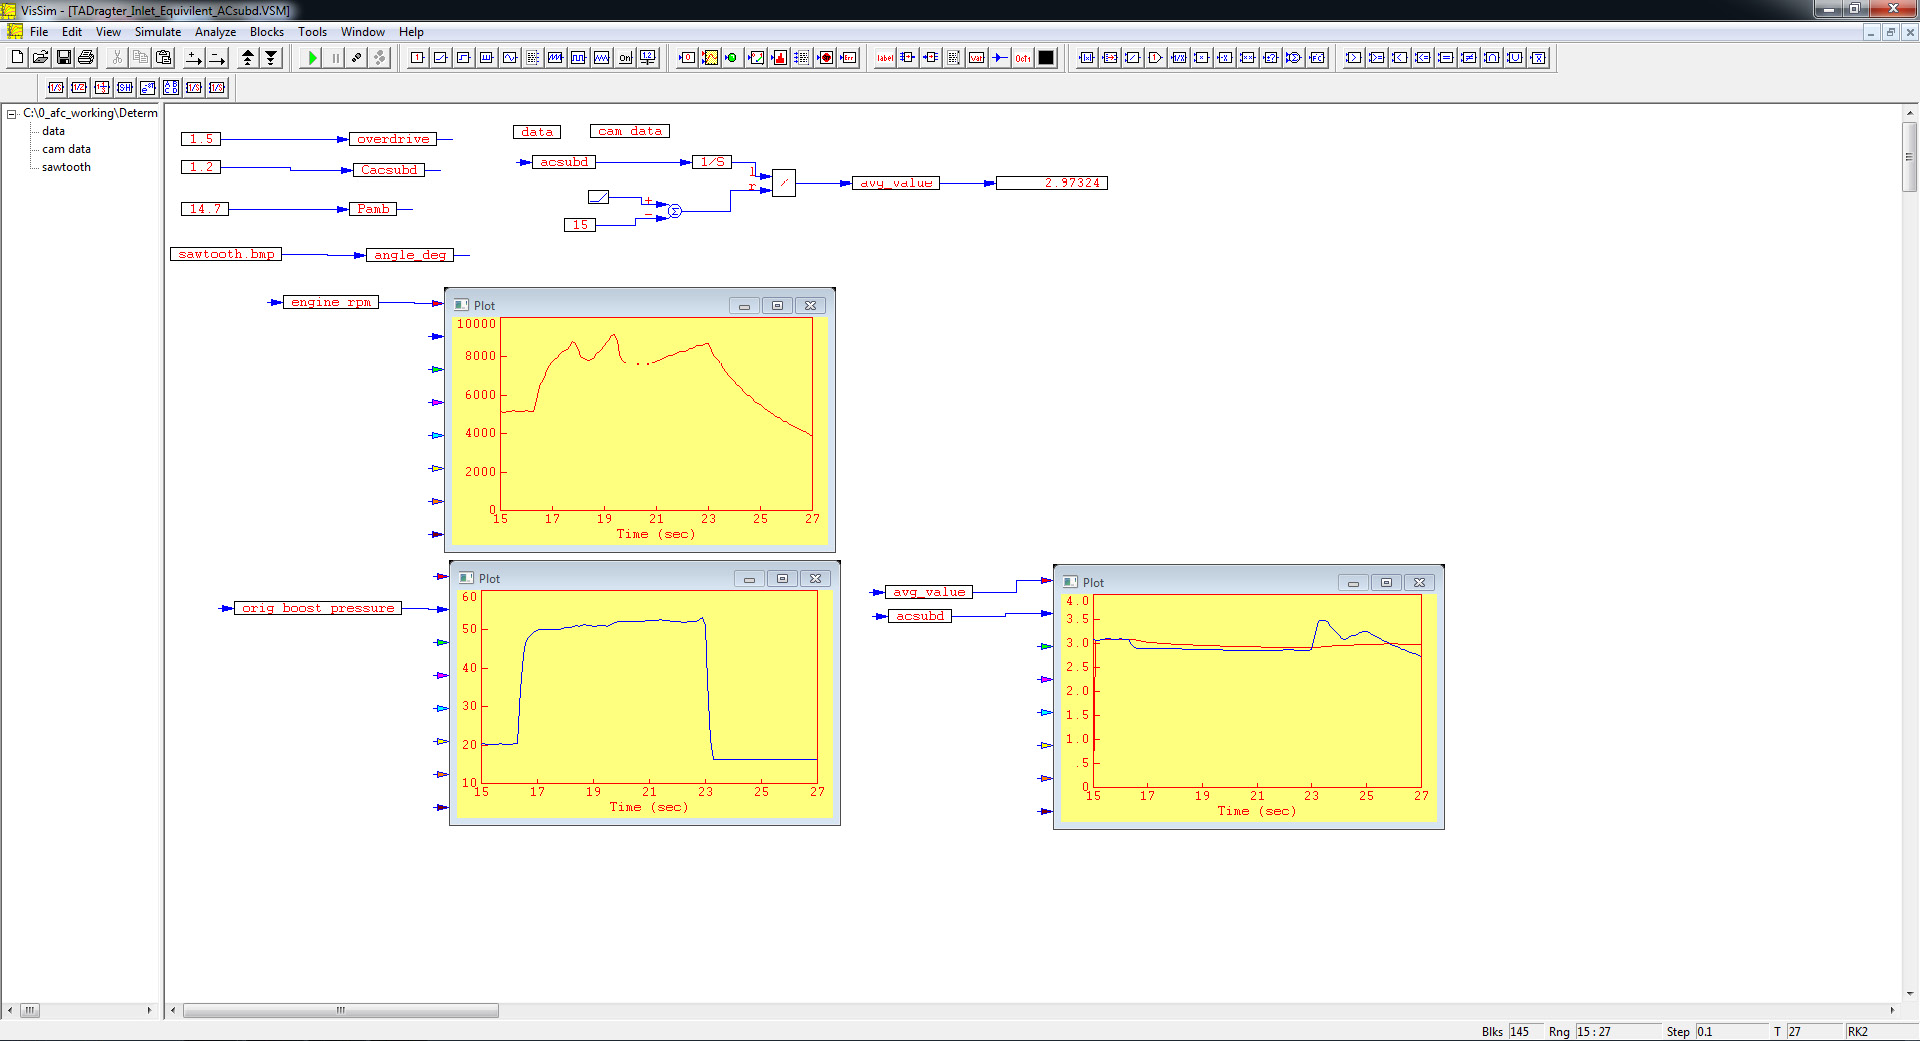 VisSim - [TADragter_Inlet_Equivilent_ACsubd.VSM]
File Edit View Simulate Analyze Blocks Tools Window Help
C:\0_afc_working\Determ
data
cam data
sawtooth
1.5 overdrive
1.2 Cacsubd
14.7 Pamb
sawtooth.bmp angle_deg
data cam data
acsubd 1/S
l
r
/
+
-
Σ
15
avg_value 2.97324
engine rpm
Plot
10000
8000
6000
4000
2000
0
15 17 19 21 23 25 27
Time (sec)
orig boost pressure
Plot
60
50
40
30
20
10
15 17 19 21 23 25 27
Time (sec)
avg_value
acsubd
Plot
4.0
3.5
3.0
2.5
2.0
1.5
1.0
.5
0
15 17 19 21 23 25 27
Time (sec)
Blks 145 Rng 15:27 Step 0.1 T 27 RK2